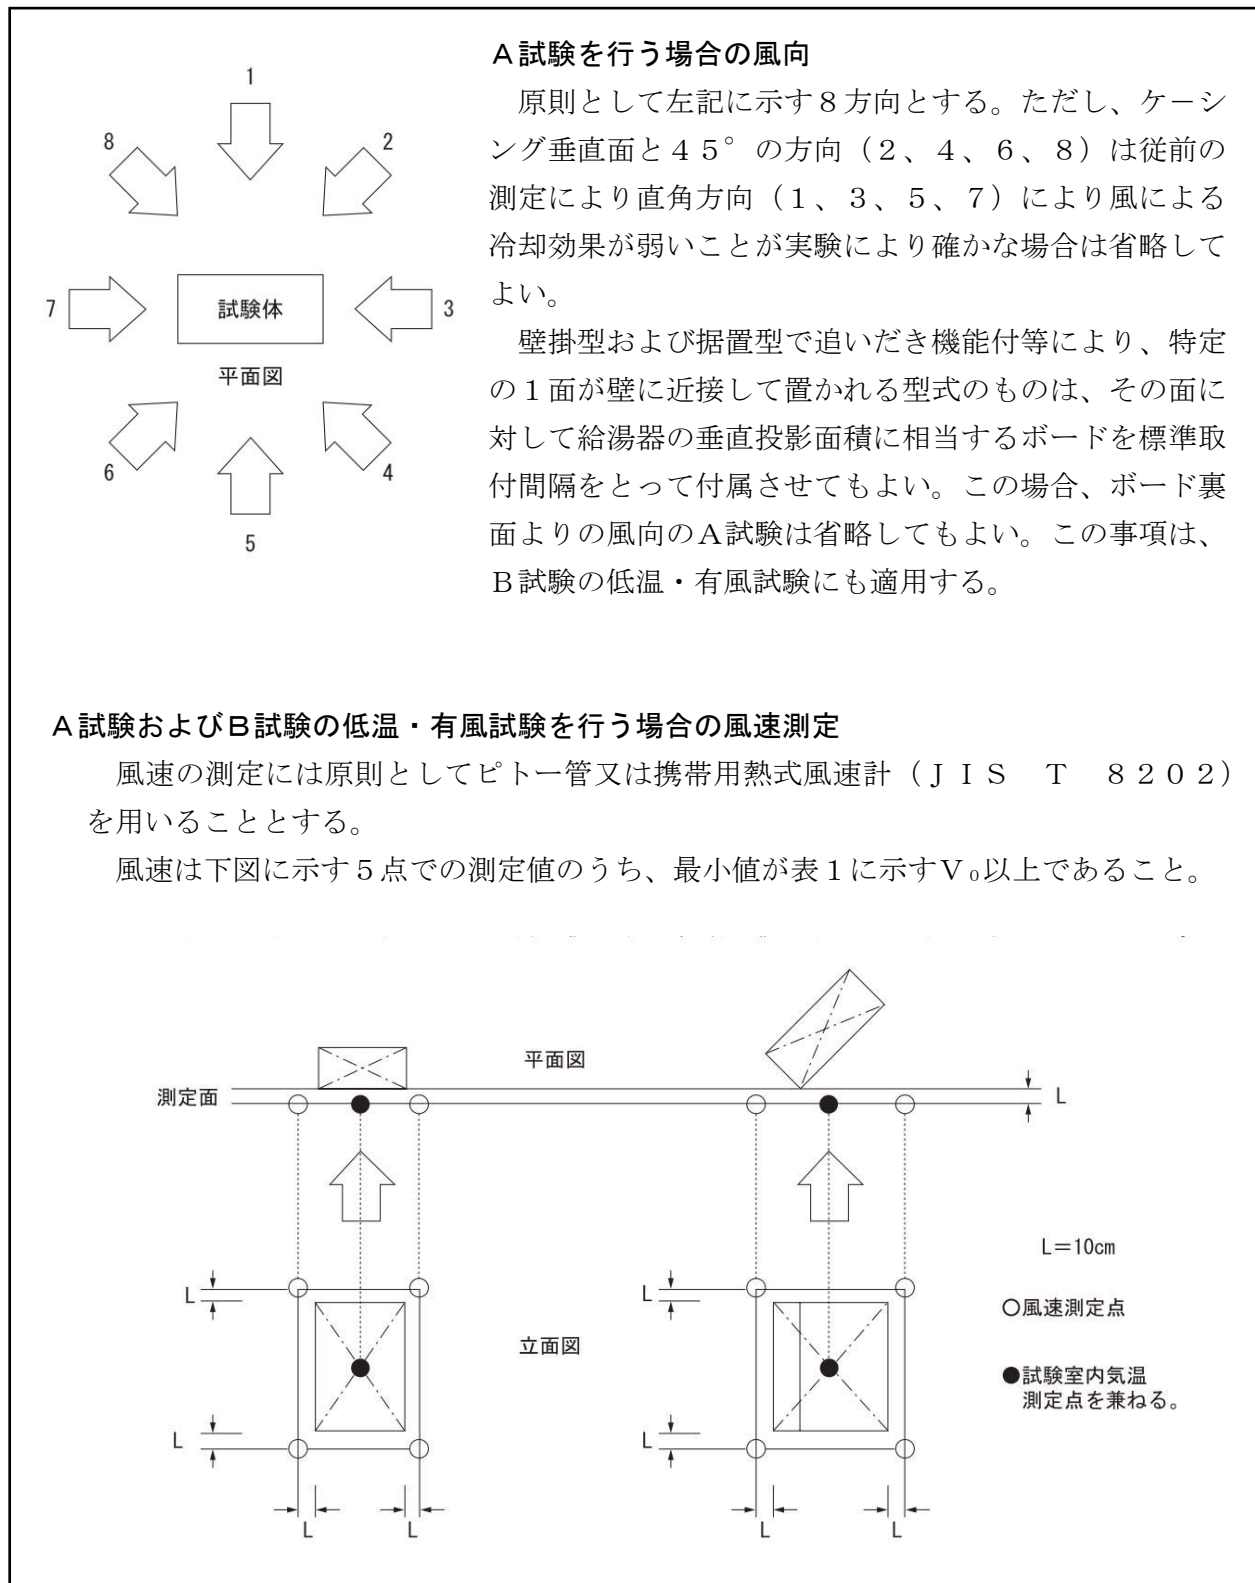 A試験を行う場合の風向
原則として左記に示す8方向とする。ただし、ケーシ
ング垂直面と45°の方向(2、4、6、8)は従前の
測定により直角方向(1、3、5、7)により風による
冷却効果が弱いことが実験により確かな場合は省略して
よい。
壁掛型および据置型で追いだき機能付等により、特定
の1面が壁に近接して置かれる型式のものは、その面に
対して給湯器の垂直投影面積に相当するボードを標準取
付間隔をとって付属させてもよい。この場合、ボード裏
面よりの風向のA試験は省略してもよい。この事項は、
B試験の低温・有風試験にも適用する。
1
8
2
7
試験体
3
平面図
6
4
5
A試験およびB試験の低温・有風試験を行う場合の風速測定
風速の測定には原則としてピトー管又は携帯用熱式風速計(JIS T 8202)
を用いることとする。
風速は下図に示す5点での測定値のうち、最小値が表1に示すV₀以上であること。
平面図
測定面
L
L=10cm
L
L
○風速測定点
立面図
●試験室内気温
測定点を兼ねる。
L
L
L
L
L
L